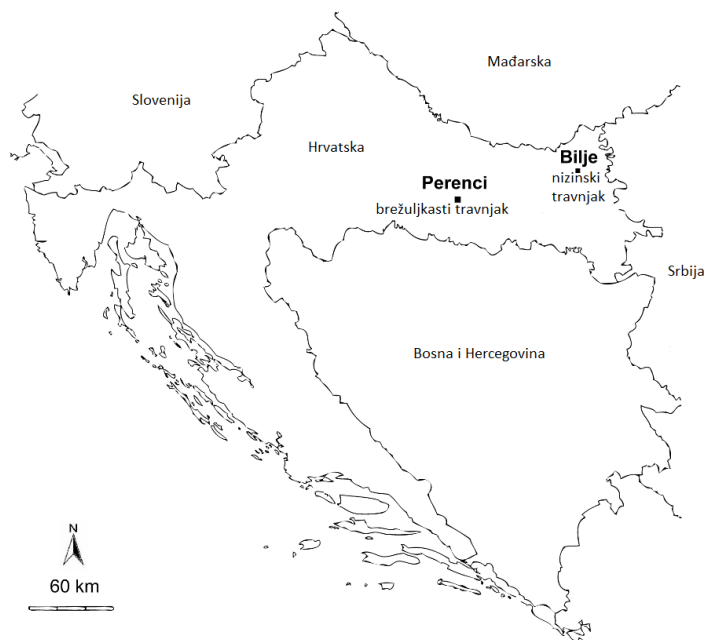 Mađarska
Slovenija
Hrvatska
Bilje
nizinski
travnjak
Perenci
brežuljkasti travnjak
Srbija
Bosna i Hercegovina
N
60 km